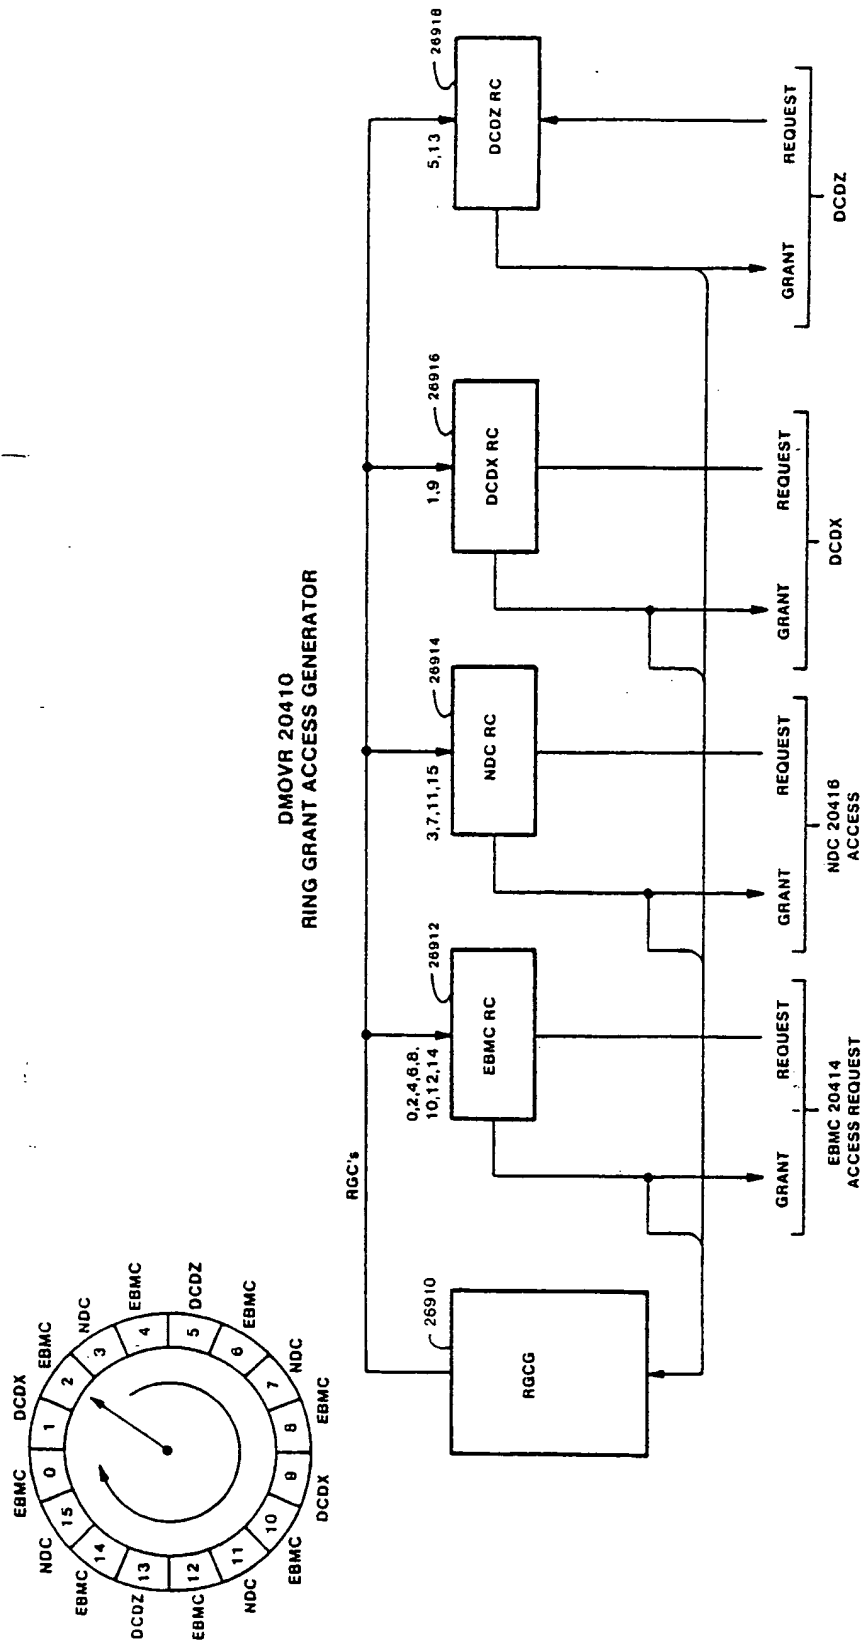 DMOVR 20410
RING GRANT ACCESS GENERATOR
EBMC
DCDX
EBMC
NDC
EBMC
DCDZ
EBMC
NDC
EBMC
DCDX
EBMC
NDC
EBMC
DCDZ
EBMC
NDC
0
1
2
3
4
5
6
7
8
9
10
11
12
13
14
15
RGC's
26910
RGCG
0,2,4,6,8,
10,12,14
26912
EBMC RC
3,7,11,15
26914
NDC RC
1,9
26916
DCDX RC
5,13
26918
DCDZ RC
GRANT
REQUEST
EBMC 20414
ACCESS REQUEST
GRANT
REQUEST
NDC 20416
ACCESS
GRANT
REQUEST
DCDX
GRANT
REQUEST
DCDZ